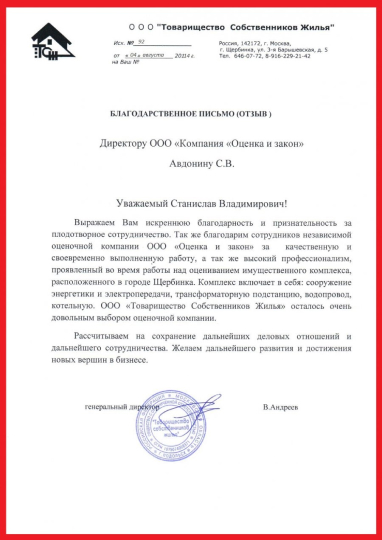 ТСЖ
О О О "Товарищество Собственников Жилья"
Исх. № 92
от « 04 » августа 2014 г.
на Ваш №
Россия, 142172, г. Москва,
г. Щербинка, ул. 3-я Барышевская, д. 5
Тел. 646-07-72, 8-916-229-21-42
БЛАГОДАРСТВЕННОЕ ПИСЬМО (ОТЗЫВ )
Директору ООО «Компания «Оценка и закон»
Авдонину С.В.
Уважаемый Станислав Владимирович!
Выражаем Вам искреннюю благодарность и признательность за
плодотворное сотрудничество. Так же благодарим сотрудников независимой
оценочной компании ООО «Оценка и закон» за качественную и
своевременно выполненную работу, а так же высокий профессионализм,
проявленный во время работы над оцениванием имущественного комплекса,
расположенного в городе Щербинка. Комплекс включает в себя: сооружение
энергетики и электропередачи, трансформаторную подстанцию, водопровод,
котельную. ООО «Товарищество Собственников Жилья» осталось очень
довольным выбором оценочной компании.
Рассчитываем на сохранение дальнейших деловых отношений и
дальнейшего сотрудничества. Желаем дальнейшего развития и достижения
новых вершин в бизнесе.
генеральный директор В.Андреев
"Товарищество
собственников
жилья"